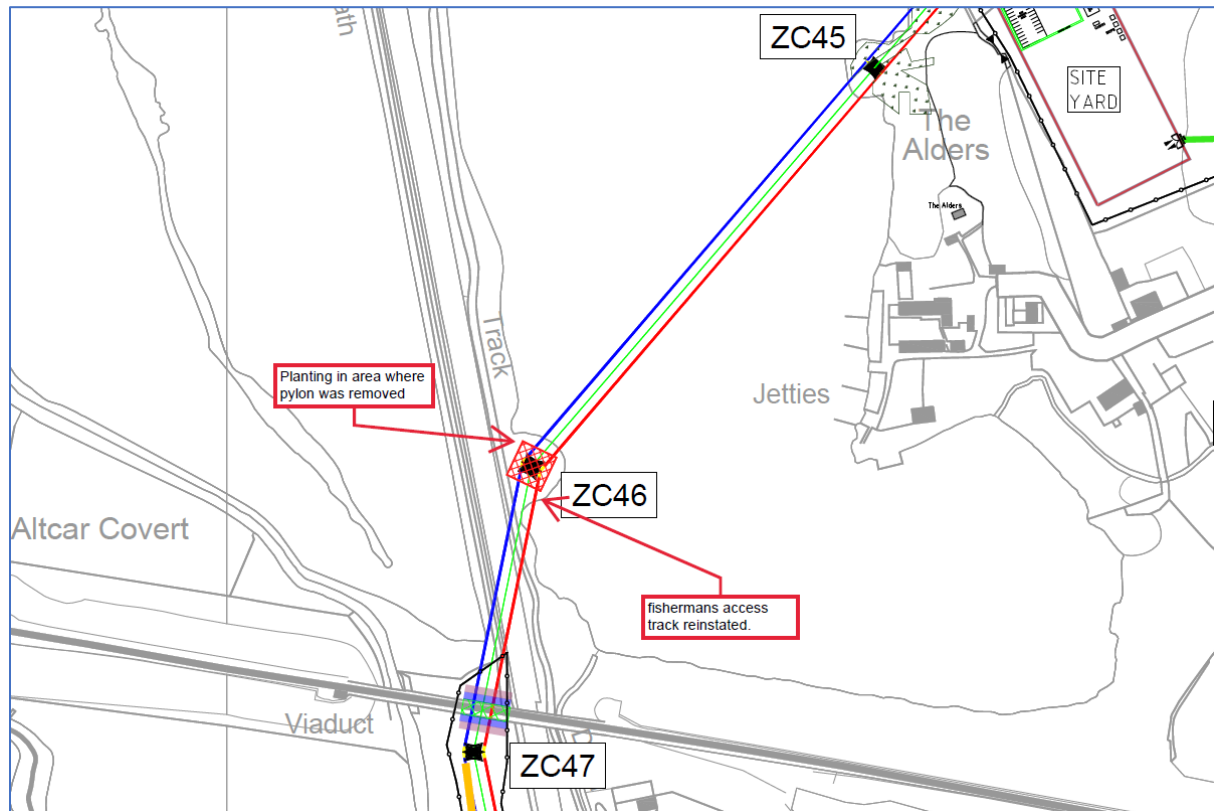 ath
ZC45
SITE
YARD
The
Alders
The Alders
Track
Planting in area where
pylon was removed
Jetties
ZC46
Altcar Covert
fishermans access
track reinstated.
Viaduct
ZC47